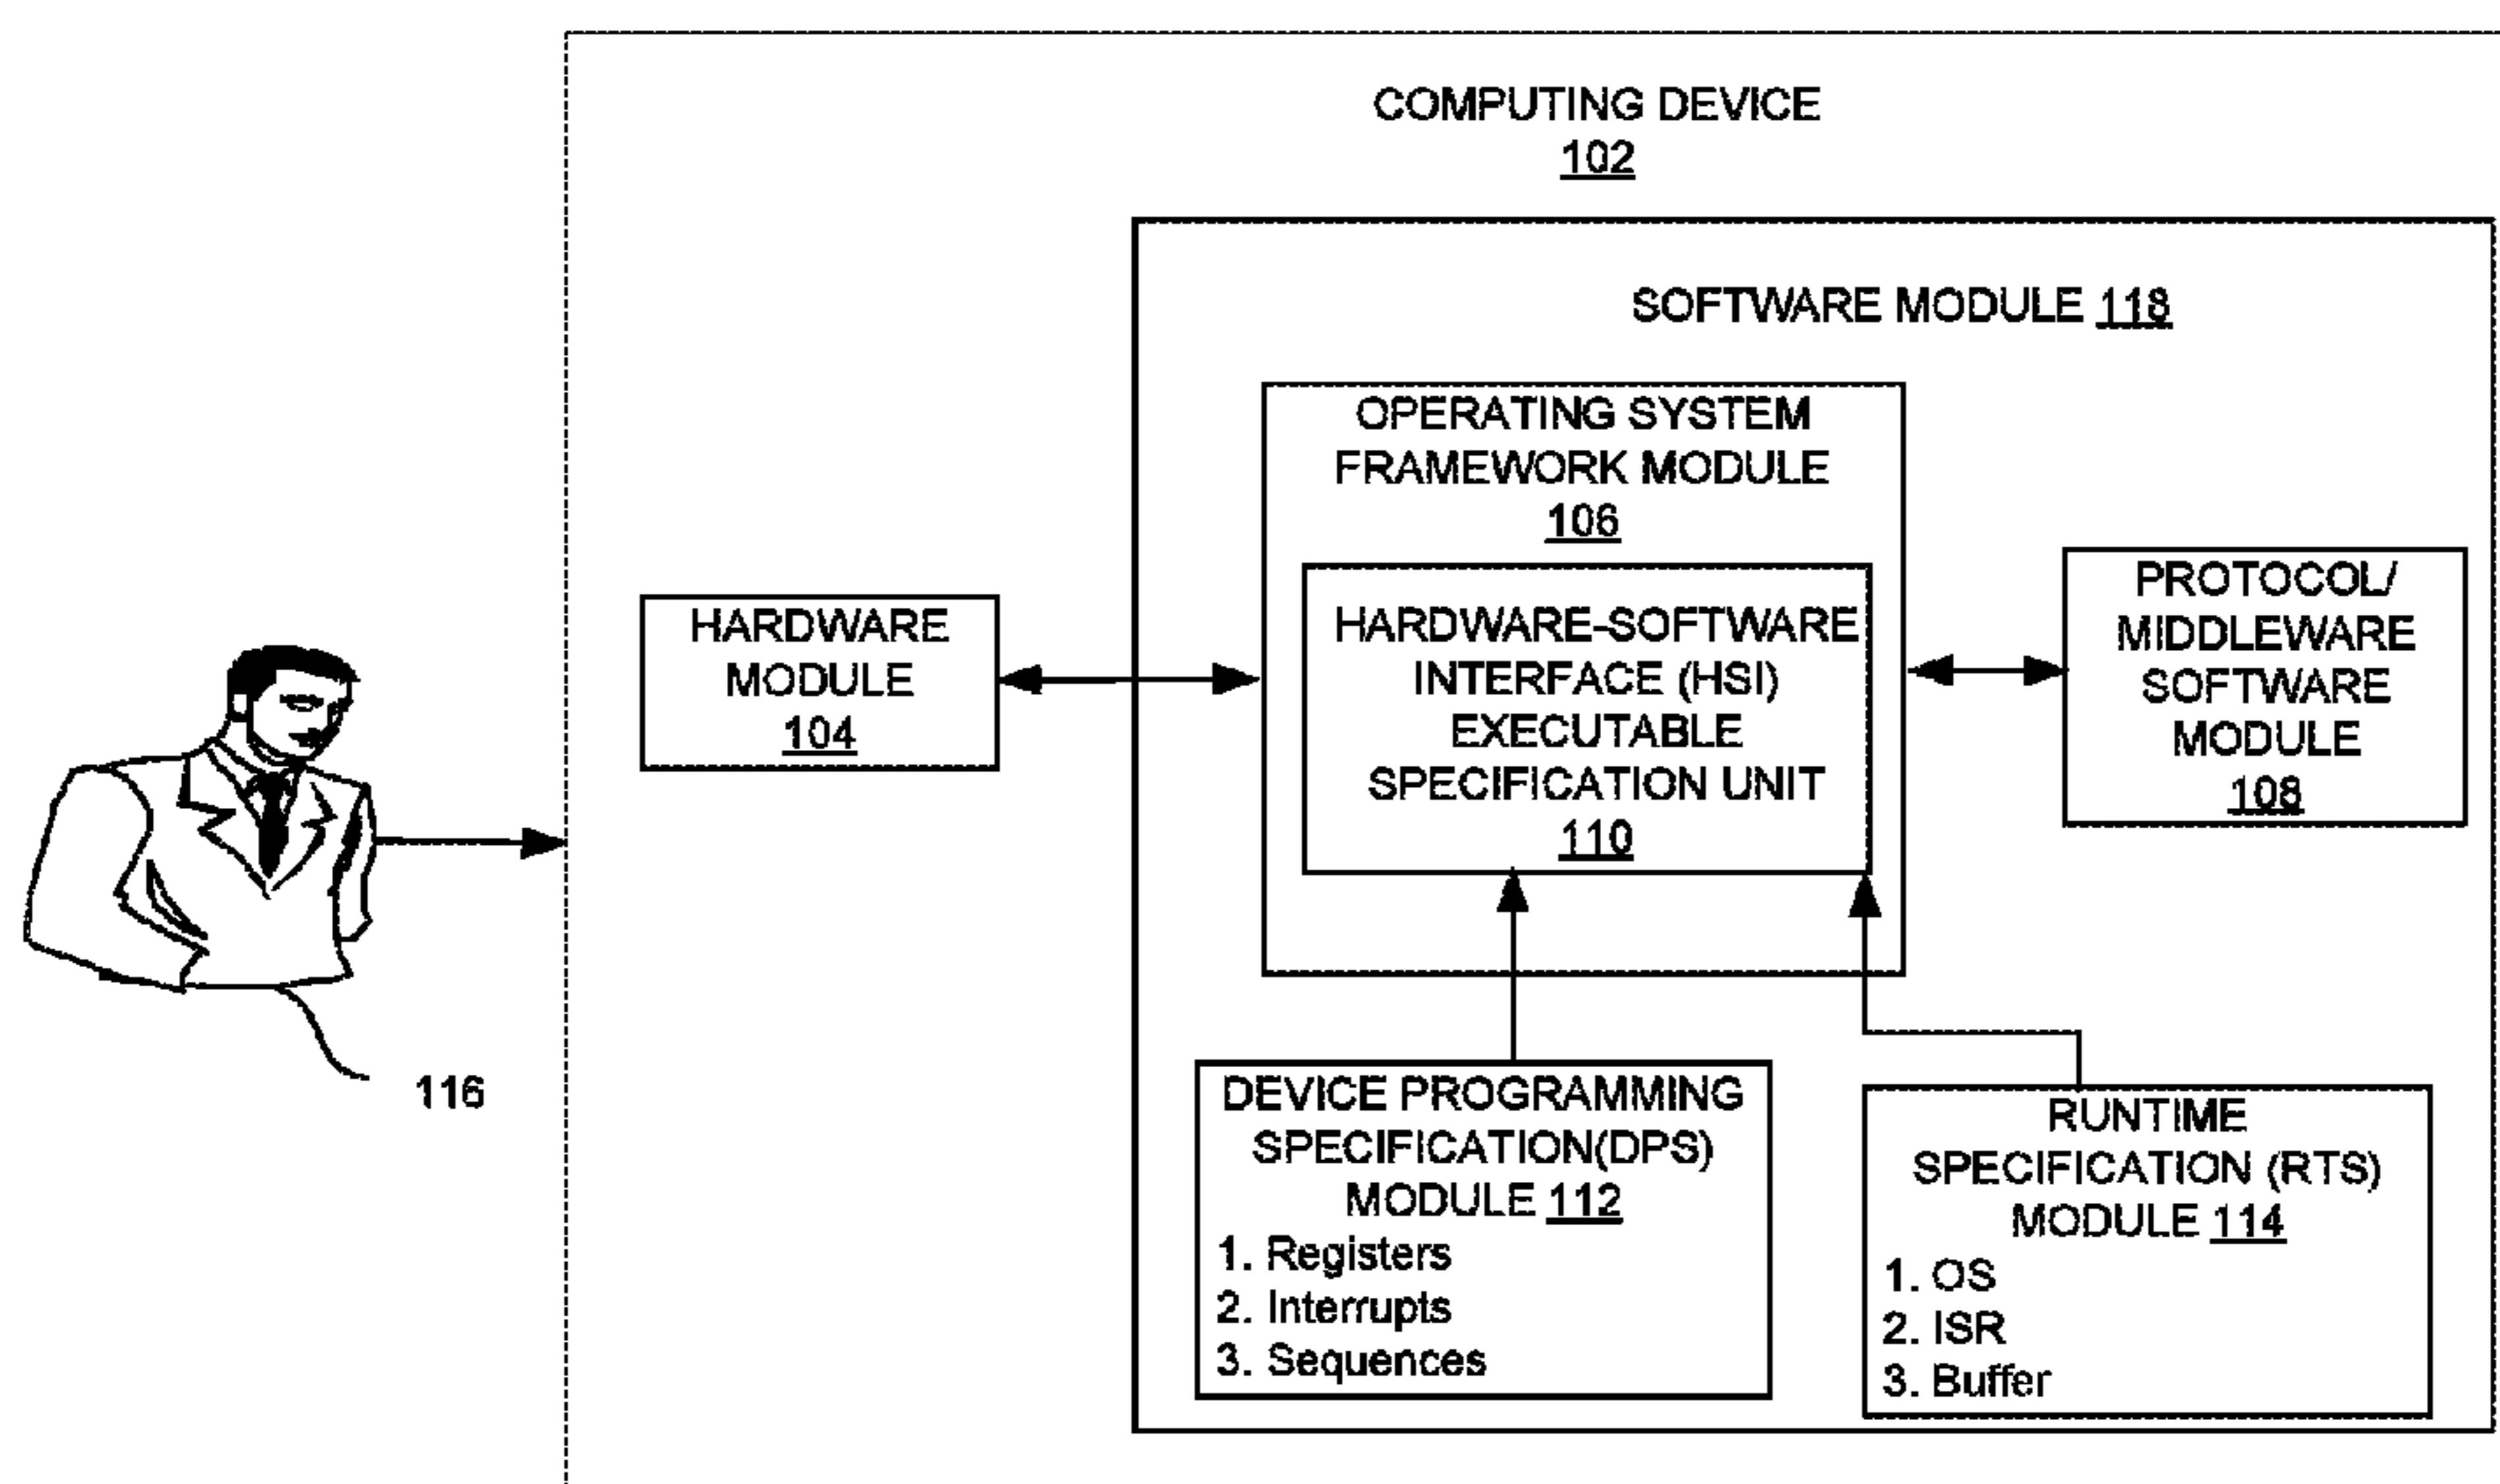 COMPUTING DEVICE
102
SOFTWARE MODULE 118
OPERATING SYSTEM
FRAMEWORK MODULE
106
HARDWARE-SOFTWARE
INTERFACE (HSI)
EXECUTABLE
SPECIFICATION UNIT
110
HARDWARE
MODULE
104
PROTOCOL/
MIDDLEWARE
SOFTWARE
MODULE
108
116
DEVICE PROGRAMMING
SPECIFICATION(DPS)
MODULE 112
1. Registers
2. Interrupts
3. Sequences
RUNTIME
SPECIFICATION (RTS)
MODULE 114
1. OS
2. ISR
3. Buffer